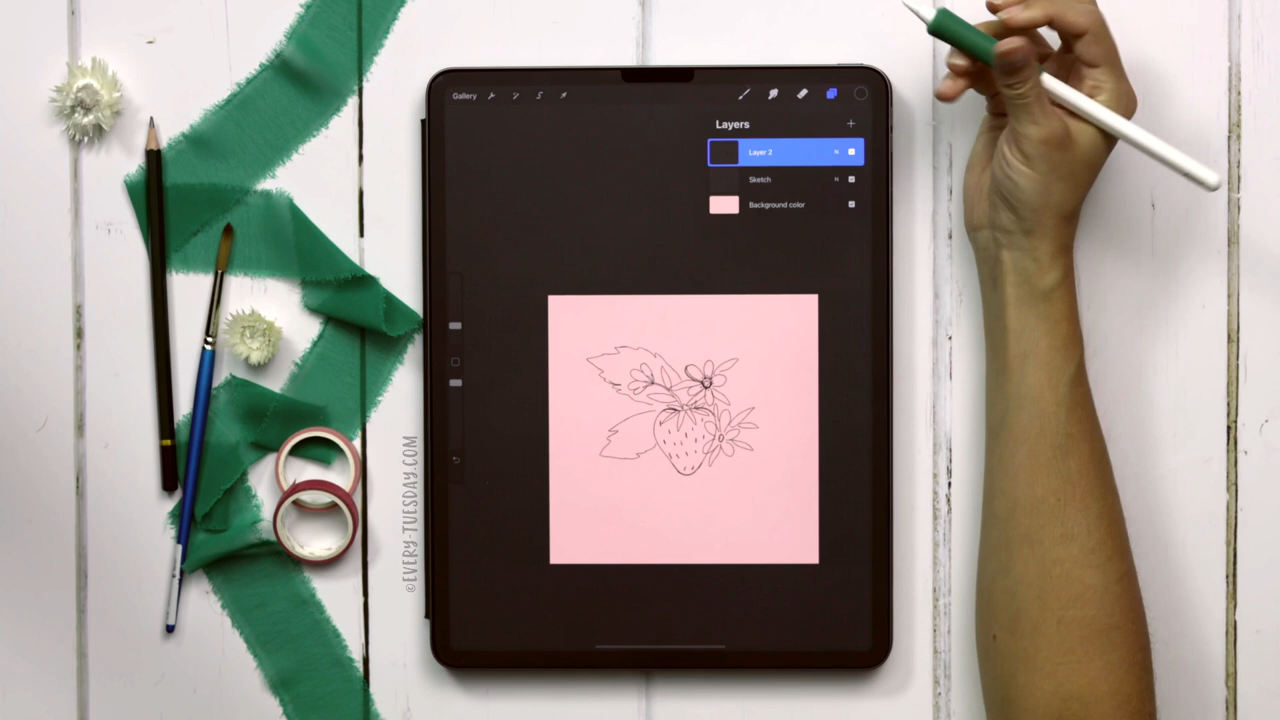 Gallery
Layers
Layer 2 N
Sketch N
Background color
©EVERY-TUESDAY.COM